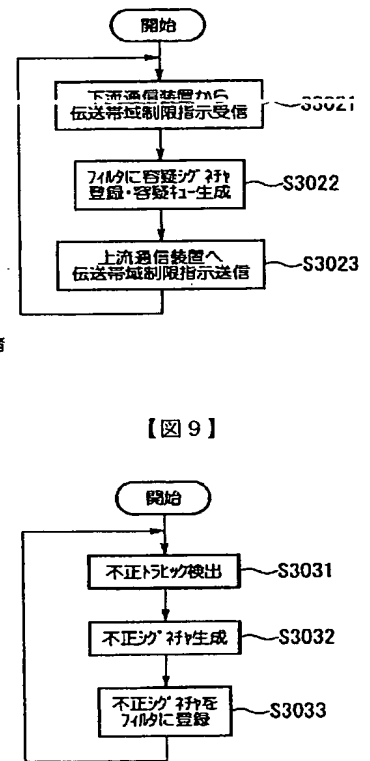 開始
下流通信装置から
伝送帯域制限指示受信
S3021
フィルタに容疑シグネチャ
登録・容疑キュー生成
S3022
上流通信装置へ
伝送帯域制限指示送信
S3023
【図9】
開始
不正トラヒック検出
S3031
不正シグネチャ生成
S3032
不正シグネチャを
フィルタに登録
S3033